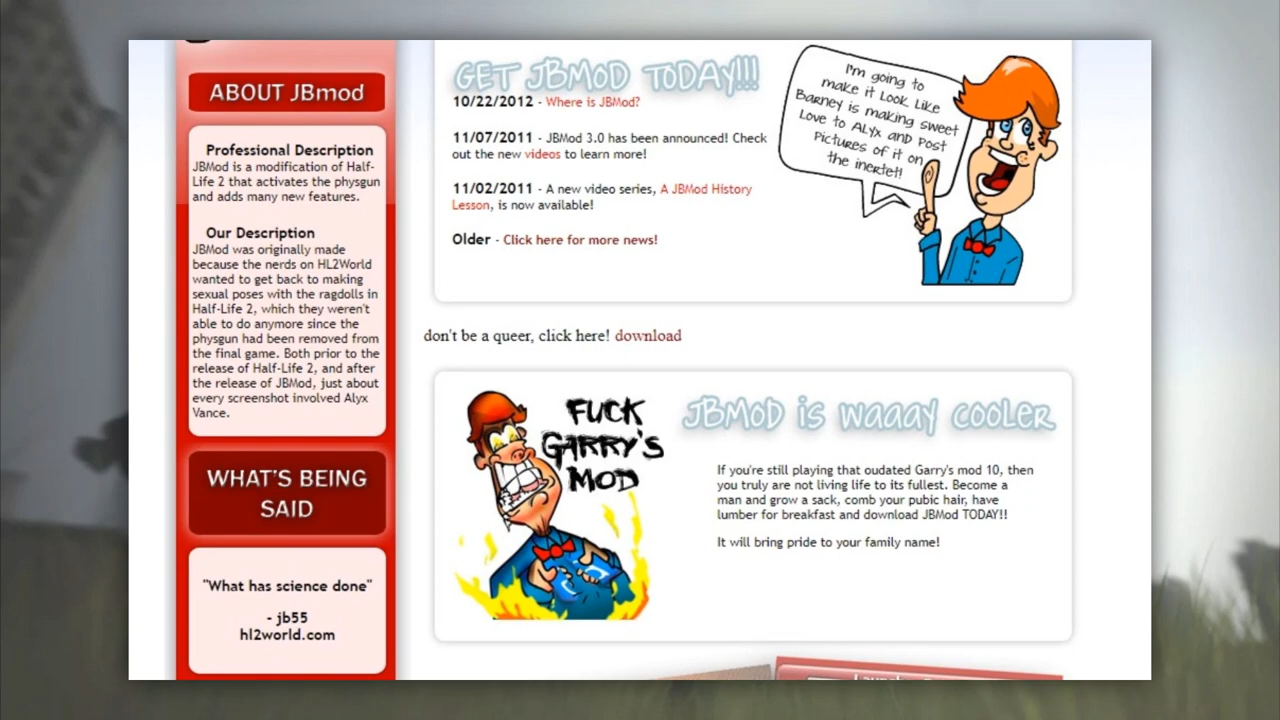 ABOUT JBmod
Professional Description
JBMod is a modification of Half-
Life 2 that activates the physgun
and adds many new features.
Our Description
JBMod was originally made
because the nerds on HL2World
wanted to get back to making
sexual poses with the ragdolls in
Half-Life 2, which they weren't
able to do anymore since the
physgun had been removed from
the final game. Both prior to the
release of Half-Life 2, and after
the release of JBMod, just about
every screenshot involved Alyx
Vance.
WHAT'S BEING
SAID
"What has science done"
- jb55
hl2world.com
GET JBMOD TODAY!!!
10/22/2012 - Where is JBMod?
11/07/2011 - JBMod 3.0 has been announced! Check
out the new videos to learn more!
11/02/2011 - A new video series, A JBMod History
Lesson, is now available!
Older - Click here for more news!
I'm going to
make it Look Like
Barney is making sweet
Love to ALyx and Post
Pictures of it on
the inertet!
don't be a queer, click here! download
FUCK
GARRY'S
MOD
JBMOD is waaay cooler
If you're still playing that oudated Garry's mod 10, then
you truly are not living life to its fullest. Become a
man and grow a sack, comb your pubic hair, have
lumber for breakfast and download JBMod TODAY!!
It will bring pride to your family name!